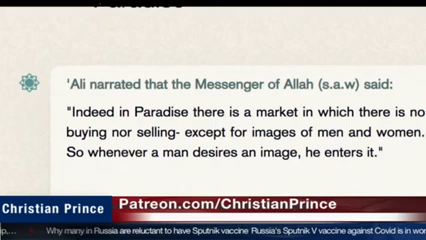 'Ali narrated that the Messenger of Allah (s.a.w) said:
"Indeed in Paradise there is a market in which there is no
buying nor selling- except for images of men and women.
So whenever a man desires an image, he enters it."
Christian Prince
Patreon.com/ChristianPrince
Why many in Russia are reluctant to have Sputnik vaccine Russia's Sputnik V vaccine against Covid is in wor